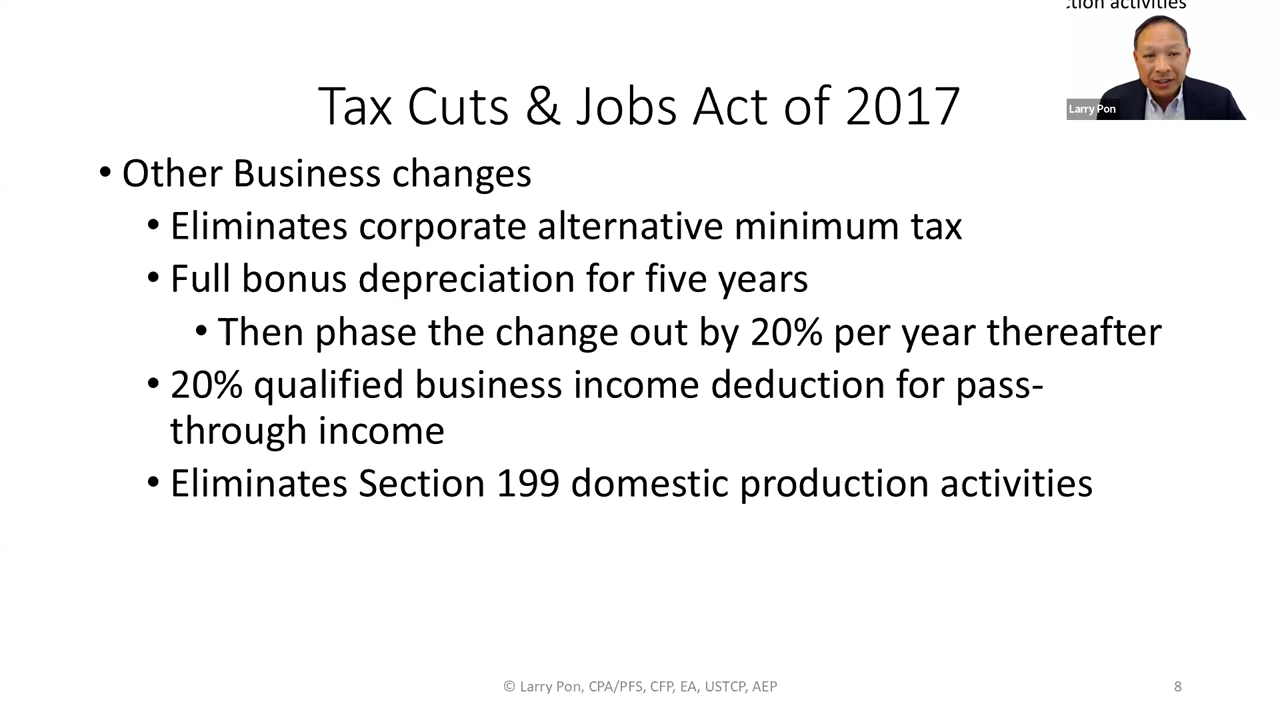 ction activities
Larry Pon
Tax Cuts & Jobs Act of 2017
• Other Business changes
• Eliminates corporate alternative minimum tax
• Full bonus depreciation for five years
• Then phase the change out by 20% per year thereafter
• 20% qualified business income deduction for pass-
through income
• Eliminates Section 199 domestic production activities
© Larry Pon, CPA/PFS, CFP, EA, USTCP, AEP
8